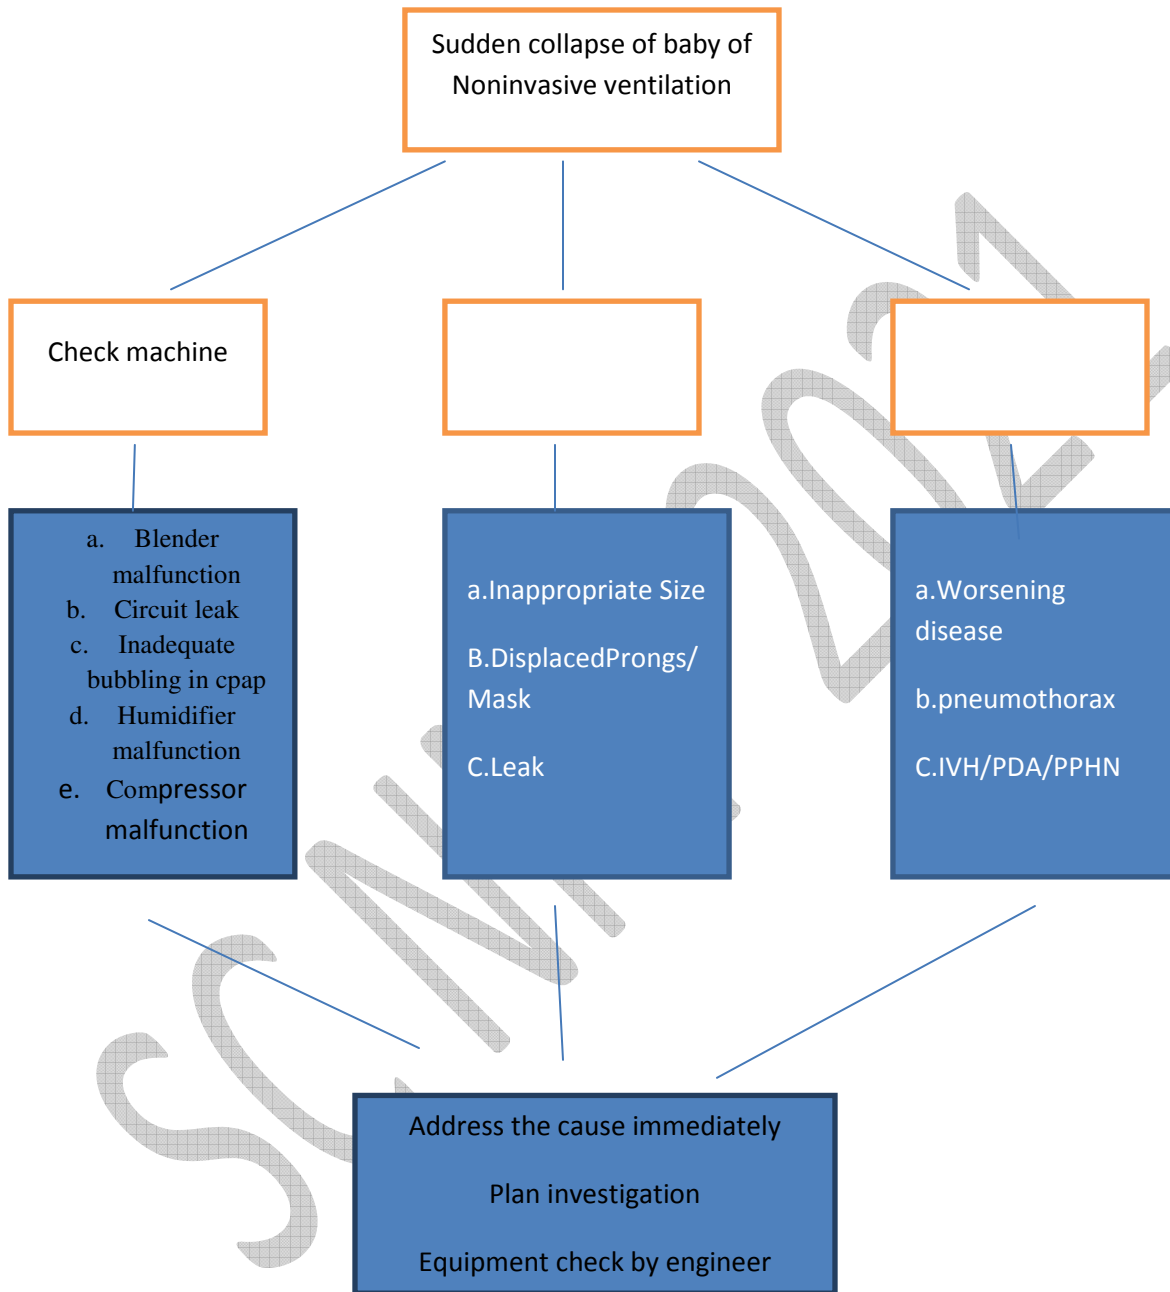 Sudden collapse of baby of
Noninvasive ventilation
Check machine
a. Blender
malfunction
b. Circuit leak
c. Inadequate
bubbling in cpap
d. Humidifier
malfunction
e. Compressor
malfunction
a.Inappropriate Size
B.DisplacedProngs/
Mask
C.Leak
a.Worsening
disease
b.pneumothorax
C.IVH/PDA/PPHN
Address the cause immediately
Plan investigation
Equipment check by engineer